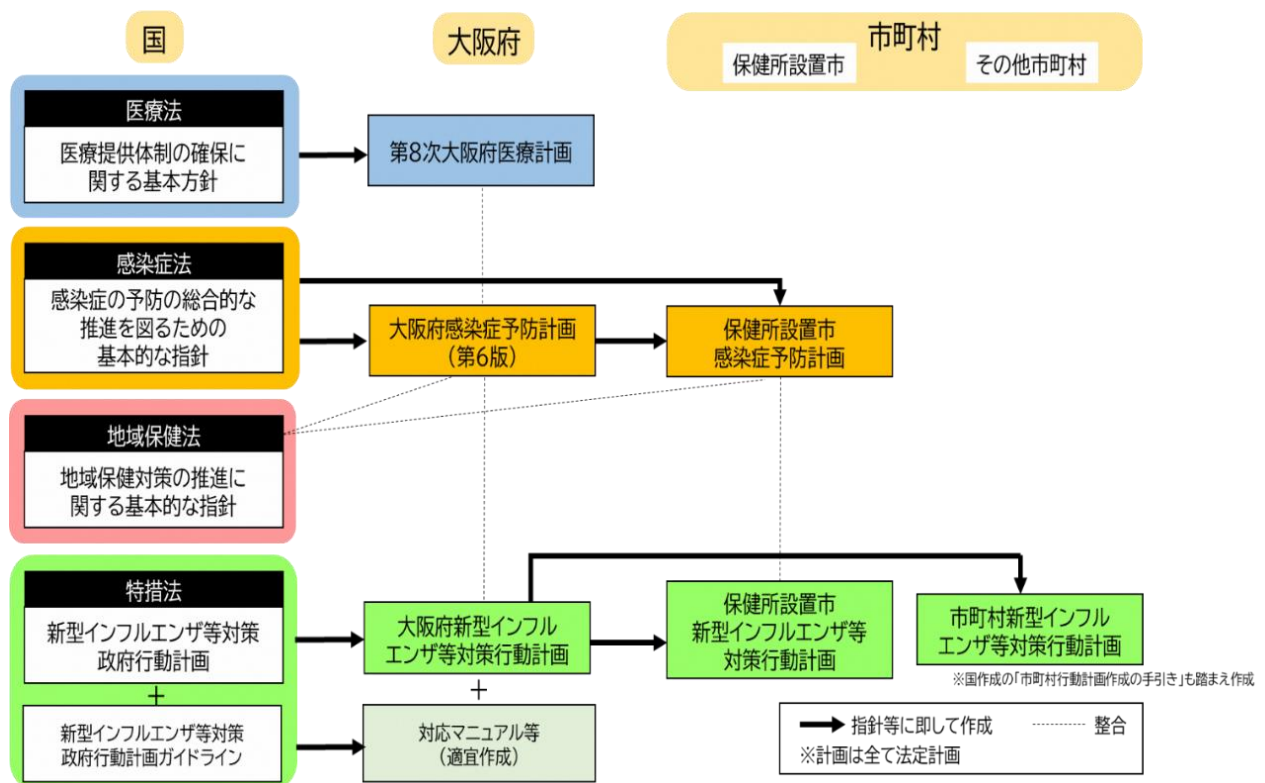 国
大阪府
市町村
保健所設置市
その他市町村
医療法
医療提供体制の確保に
関する基本方針
第8次大阪府医療計画
感染症法
感染症の予防の総合的な
推進を図るための
基本的な指針
大阪府感染症予防計画
（第6版）
保健所設置市
感染症予防計画
地域保健法
地域保健対策の推進に
関する基本的な指針
特措法
新型インフルエンザ等対策
政府行動計画
+
新型インフルエンザ等対策
政府行動計画ガイドライン
大阪府新型インフル
エンザ等対策行動計画
+
対応マニュアル等
（適宜作成）
保健所設置市
新型インフルエンザ等
対策行動計画
市町村新型インフル
エンザ等対策行動計画
※国作成の「市町村行動計画作成の手引き」も踏まえ作成
指針等に即して作成
整合
※計画は全て法定計画